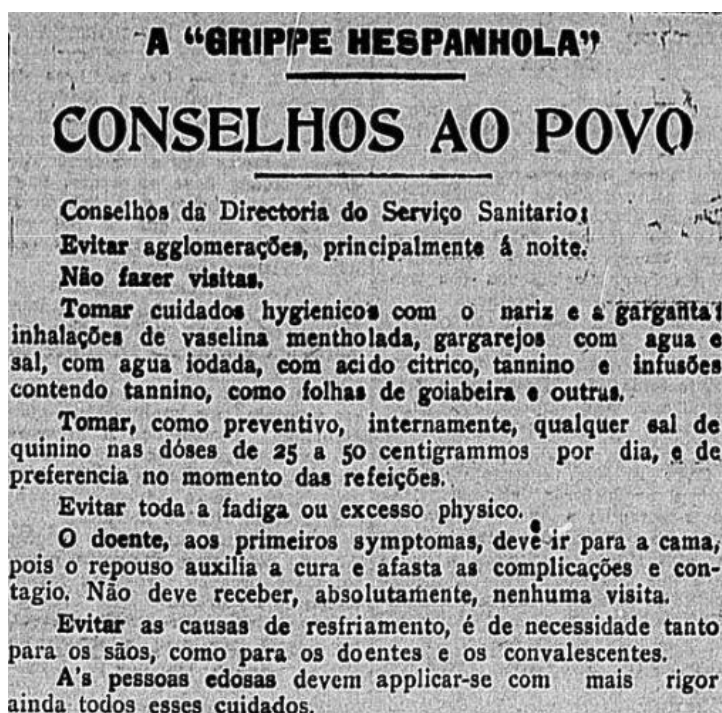 A "GRIPPE HESPANHOLA"
CONSELHOS AO POVO
Conselhos da Directoria do Serviço Sanitario:
Evitar agglomerações, principalmente á noite.
Não fazer visitas.
Tomar cuidados hygienicos com o nariz e a garganta:
inhalações de vaselina mentholada, gargarejos com agua e
sal, com agua iodada, com acido citrico, tannino e infusões
contendo tannino, como folhas de goiabeira e outras.
Tomar, como preventivo, internamente, qualquer sal de
quinino nas dóses de 25 a 50 centigrammos por dia, e de
preferencia no momento das refeições.
Evitar toda a fadiga ou excesso physico.
O doente, aos primeiros symptomas, deve ir para a cama,
pois o repouso auxilia a cura e afasta as complicações e con-
tagio. Não deve receber, absolutamente, nenhuma visita.
Evitar as causas de resfriamento, é de necessidade tanto
para os sãos, como para os doentes e os convalescentes.
A's pessoas edosas devem applicar-se com mais rigor
ainda todos esses cuidados.